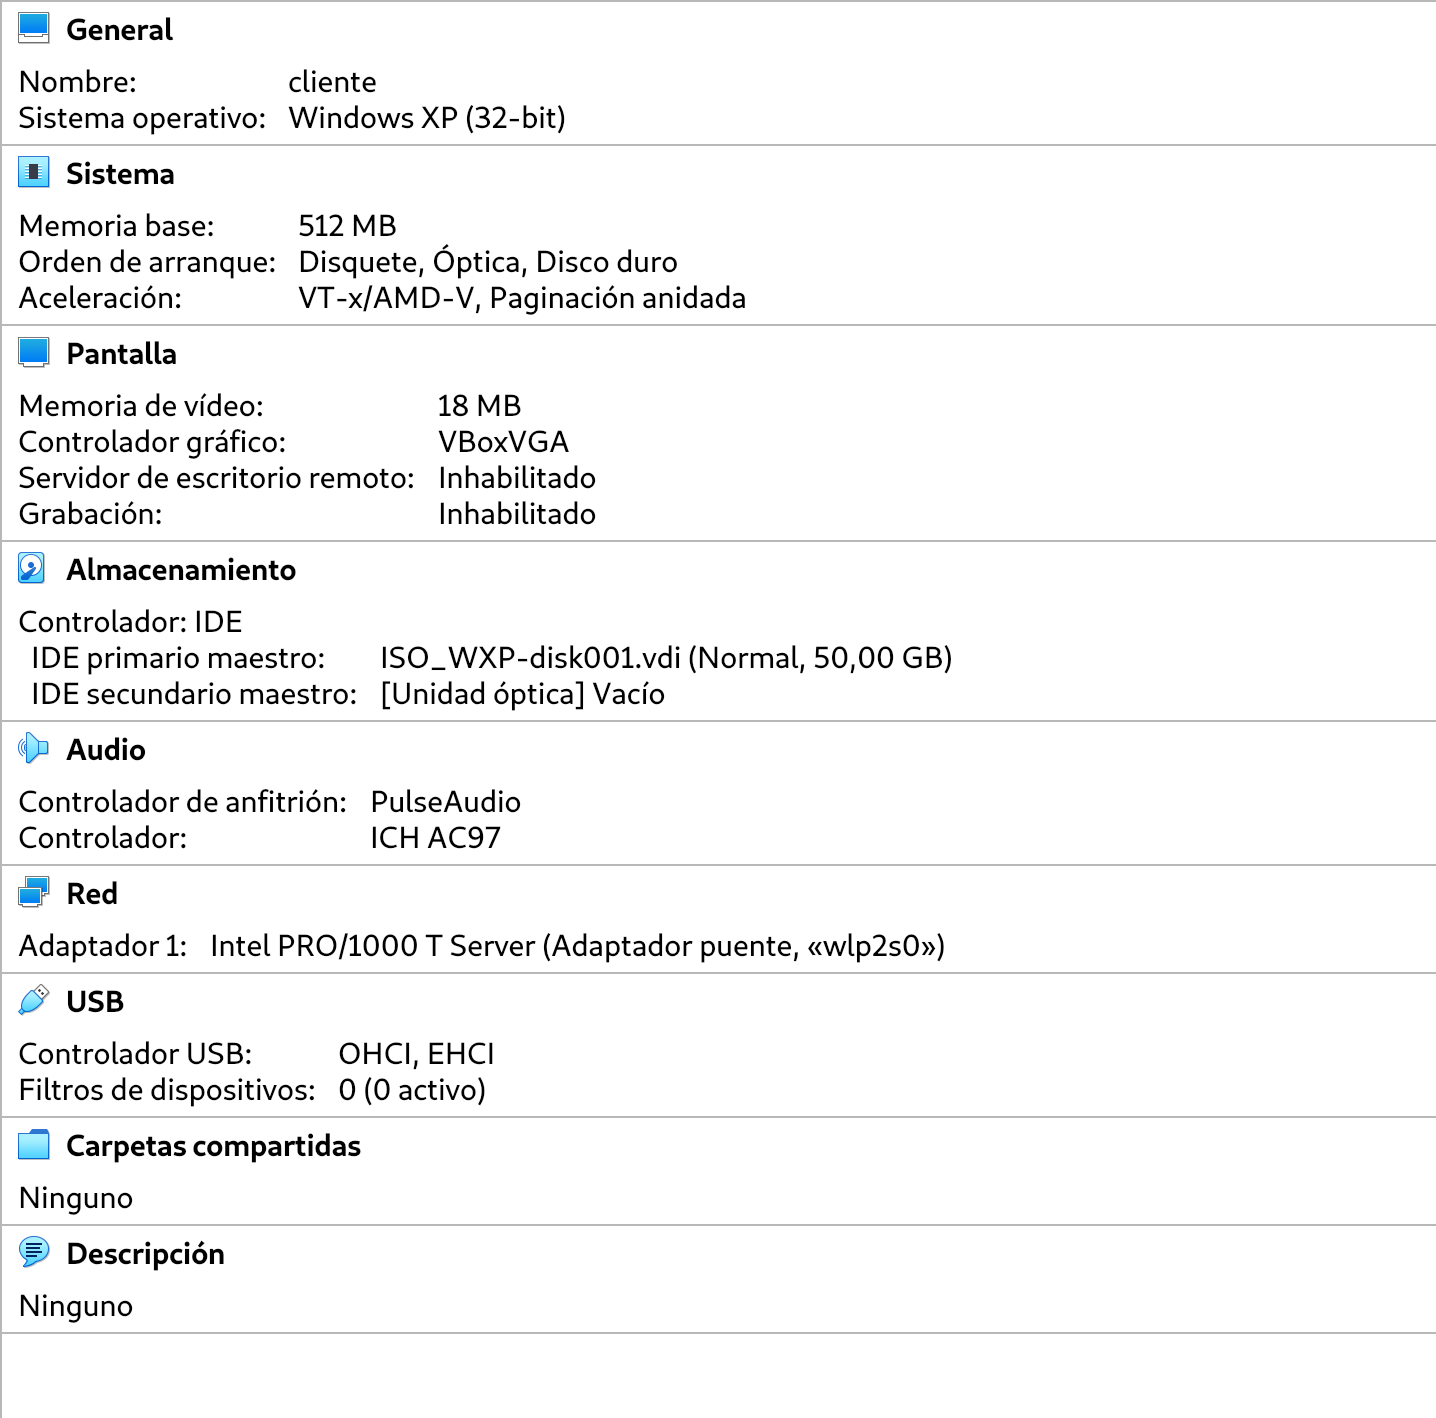 General
Nombre: cliente
Sistema operativo: Windows XP (32-bit)
Sistema
Memoria base: 512 MB
Orden de arranque: Disquete, Óptica, Disco duro
Aceleración: VT-x/AMD-V, Paginación anidada
Pantalla
Memoria de vídeo: 18 MB
Controlador gráfico: VBoxVGA
Servidor de escritorio remoto: Inhabilitado
Grabación: Inhabilitado
Almacenamiento
Controlador: IDE
IDE primario maestro: ISO_WXP-disk001.vdi (Normal, 50,00 GB)
IDE secundario maestro: [Unidad óptica] Vacío
Audio
Controlador de anfitrión: PulseAudio
Controlador: ICH AC97
Red
Adaptador 1: Intel PRO/1000 T Server (Adaptador puente, «wlp2s0»)
USB
Controlador USB: OHCI, EHCI
Filtros de dispositivos: 0 (0 activo)
Carpetas compartidas
Ninguno
Descripción
Ninguno